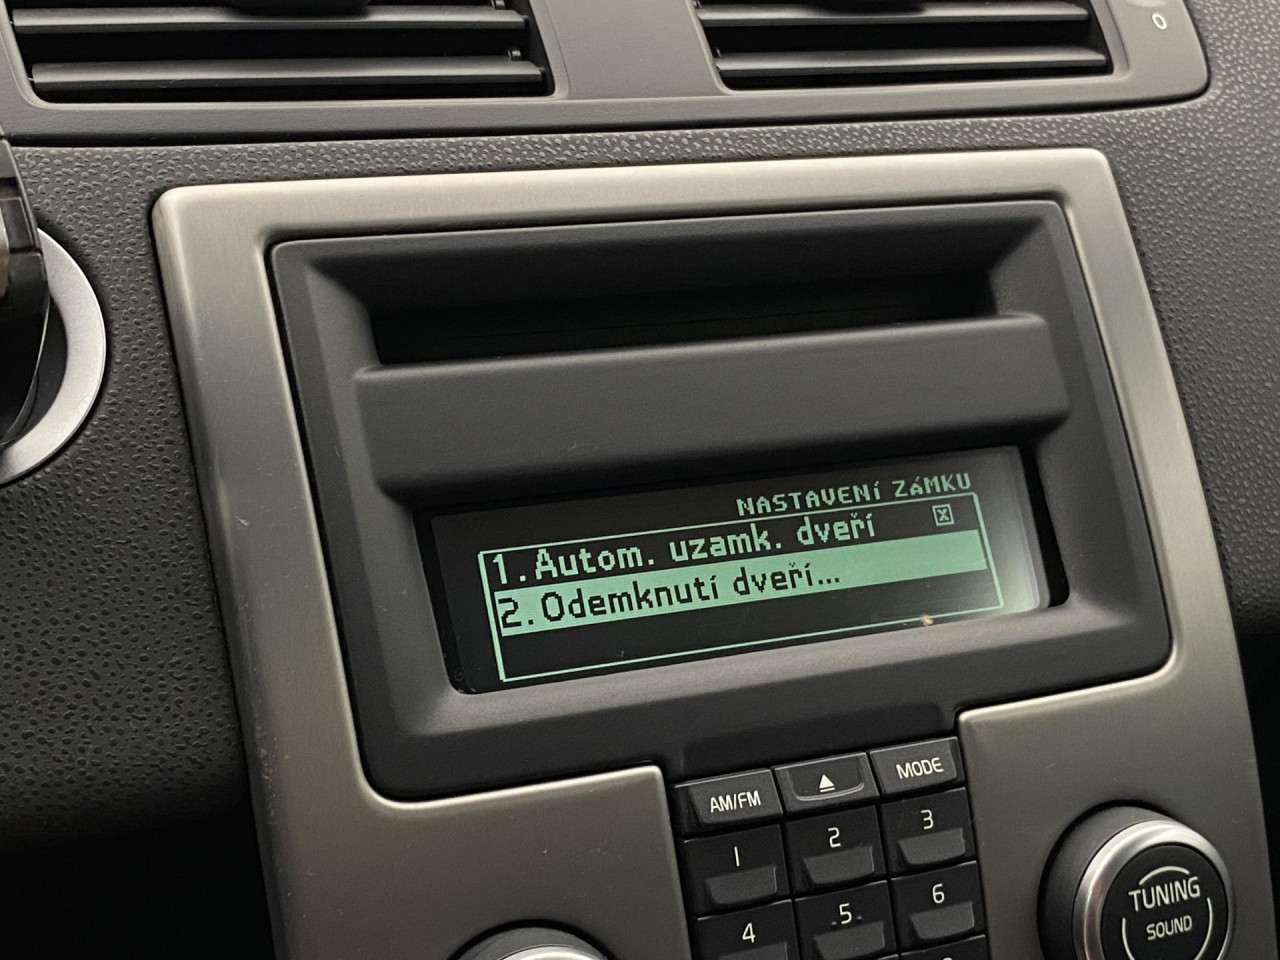 0
NASTAVENÍ ZÁMKU
1.Autom. uzamk. dveří
2.Odemknutí dveří...
AM/FM
MODE
1
2
3
4
5
6
TUNING
SOUND